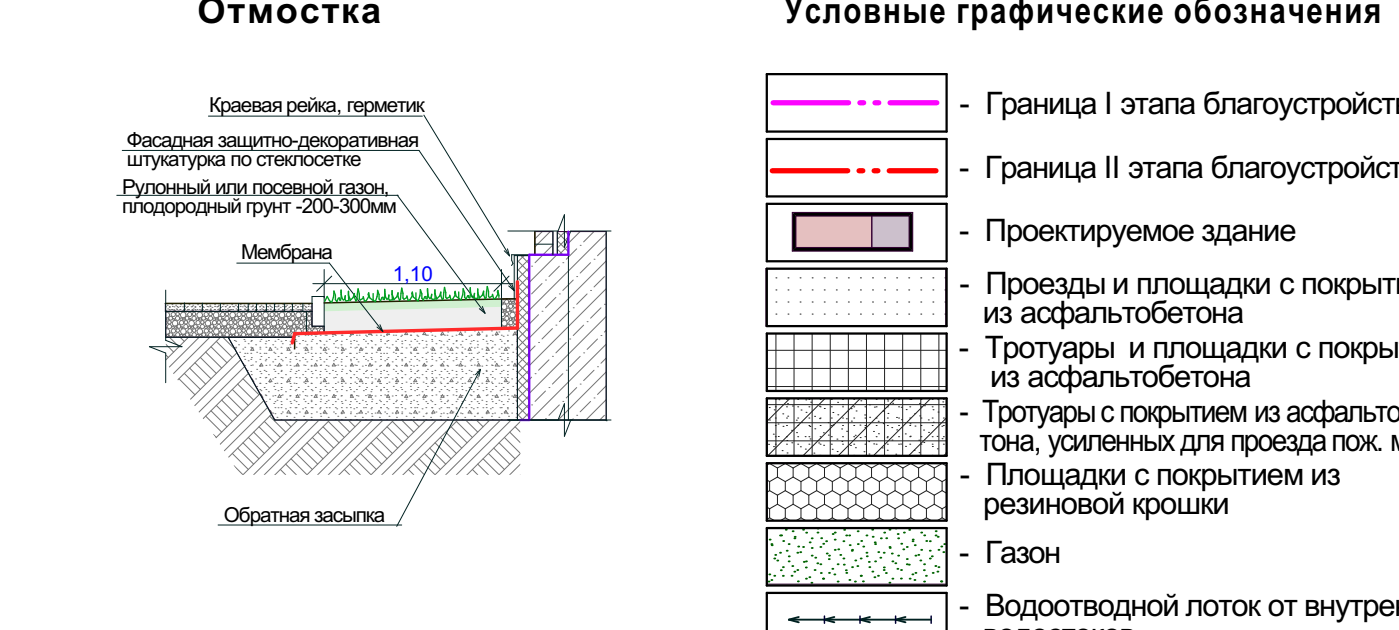 Отмостка
Краевая рейка, герметик
Фасадная защитно-декоративная
штукатурка по стеклосетке
Рулонный или посевной газон,
плодородный грунт -200-300мм
Мембрана
1,10
Обратная засыпка
Условные графические обозначения
- Граница I этапа благоустройств
- Граница II этапа благоустройст
- Проектируемое здание
- Проезды и площадки с покрыт
из асфальтобетона
- Тротуары и площадки с покры
из асфальтобетона
- Тротуары с покрытием из асфальто
тона, усиленных для проезда пож. м
- Площадки с покрытием из
резиновой крошки
- Газон
- Водоотводной лоток от внутре